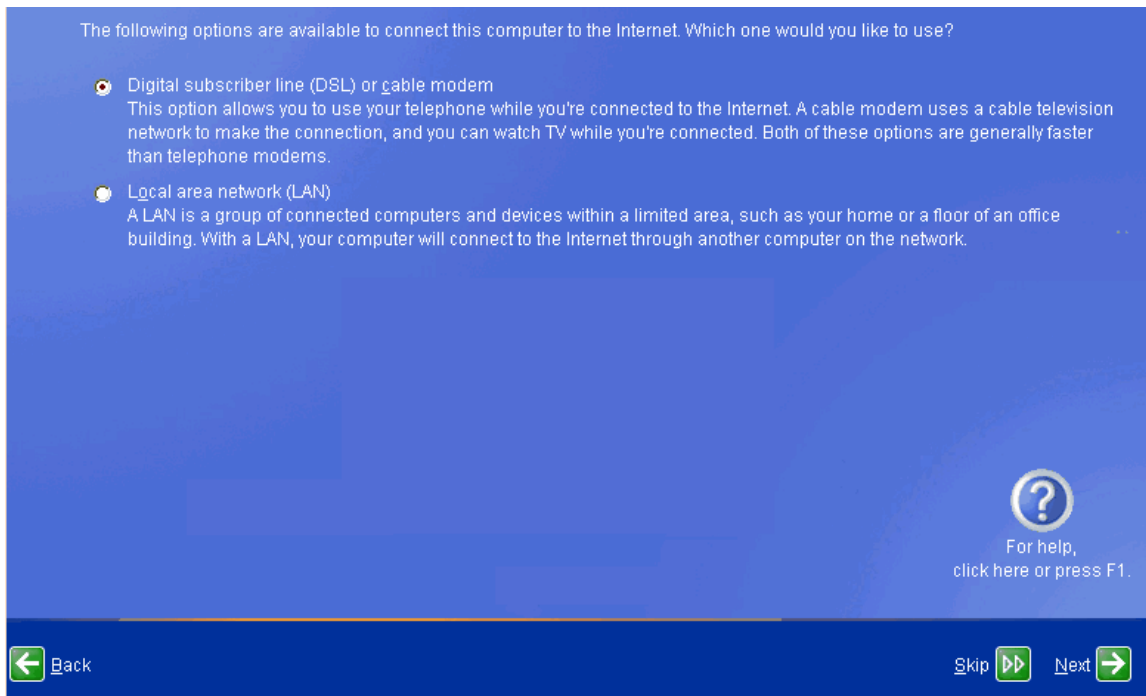 The following options are available to connect this computer to the Internet. Which one would you like to use?
Digital subscriber line (DSL) or cable modem
This option allows you to use your telephone while you're connected to the Internet. A cable modem uses a cable television
network to make the connection, and you can watch TV while you're connected. Both of these options are generally faster
than telephone modems.
Local area network (LAN)
A LAN is a group of connected computers and devices within a limited area, such as your home or a floor of an office
building. With a LAN, your computer will connect to the Internet through another computer on the network.
For help,
click here or press F1.
Back
Skip
Next